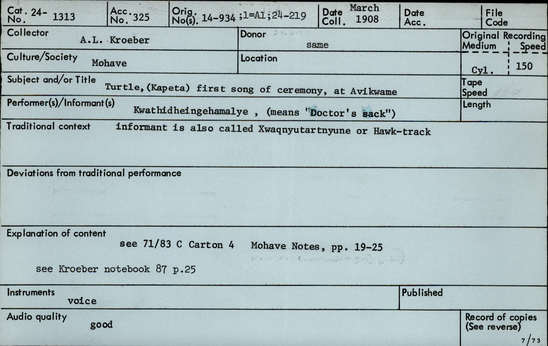 Cat. 24- 1313 Acc. No. 325 Orig. No(s). 14-934 ;1=A1;24-219 Date Coll. March 1908 Date Acc. File Code
Collector A.L. Kroeber Donor same Original Recording
Medium Cyl. Speed 150
Culture/Society Mohave Location
Subject and/or Title Turtle,(Kapeta) first song of ceremony, at Avikwame Tape Speed
Performer(s)/Informant(s) Kwathidheingehamalye , (means "Doctor's sack") Length
Traditional context informant is also called Xwaqnyutartnyune or Hawk-track
Deviations from traditional performance
Explanation of content see 71/83 C Carton 4 Mohave Notes, pp. 19-25
see Kroeber notebook 87 p.25
Instruments voice Published
Audio quality good Record of copies
(See reverse)
7/73